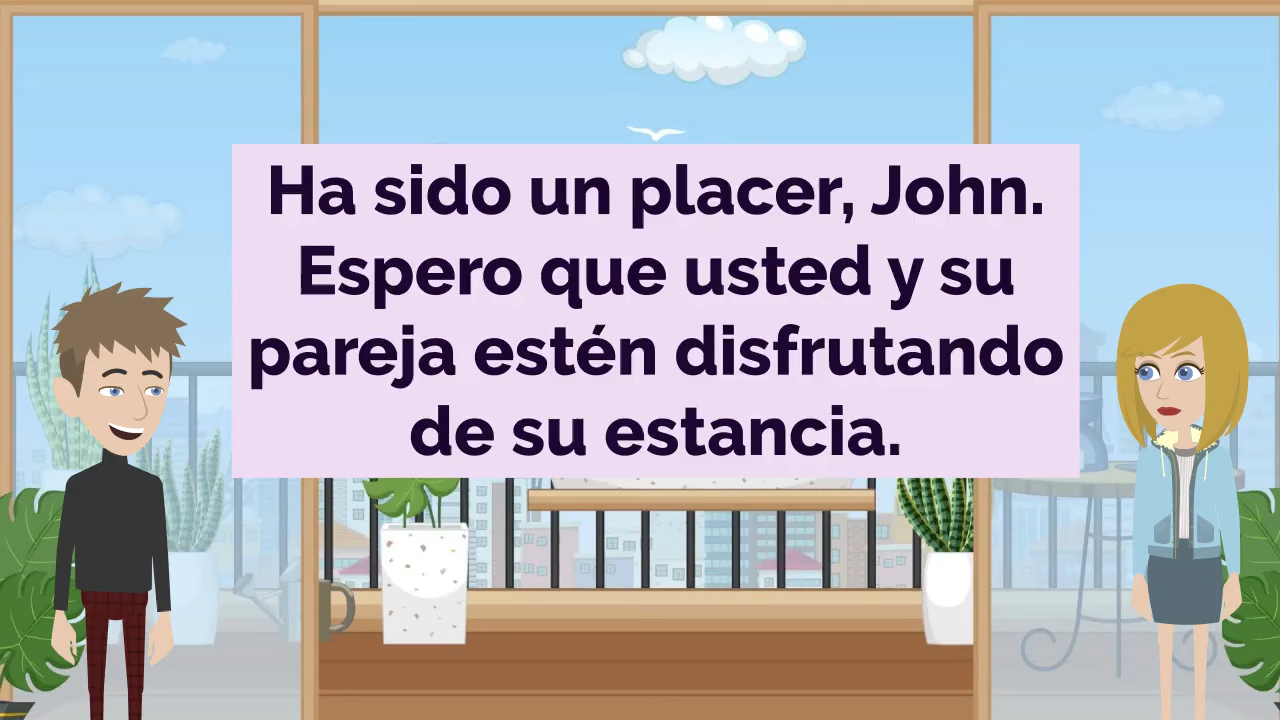 Ha sido un placer, John.
Espero que usted y su
pareja estén disfrutando
de su estancia.